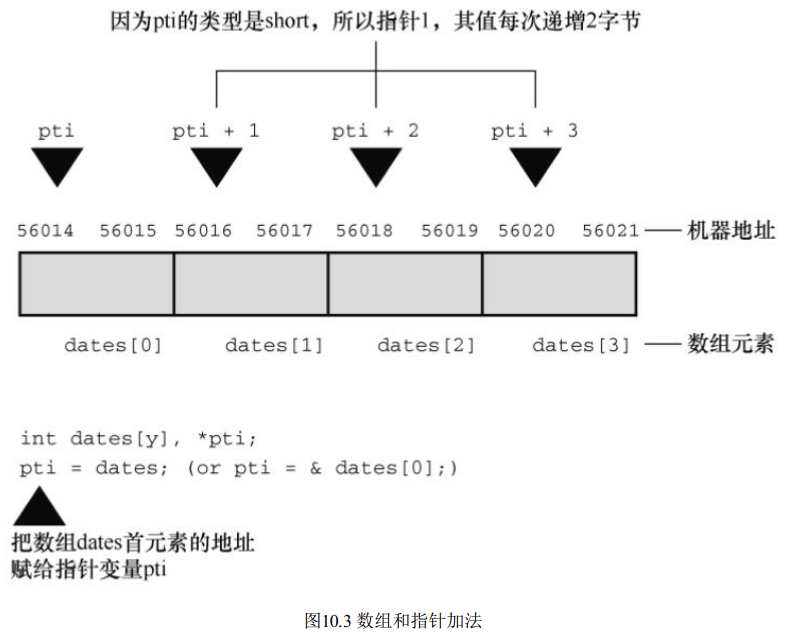 因为pti的类型是short，所以指针1，其值每次递增2字节
pti pti + 1 pti + 2 pti + 3
56014 56015 56016 56017 56018 56019 56020 56021 机器地址
dates[0] dates[1] dates[2] dates[3] 数组元素
int dates[y], *pti;
pti = dates; (or pti = & dates[0];)
把数组dates首元素的地址
赋给指针变量pti
图10.3 数组和指针加法